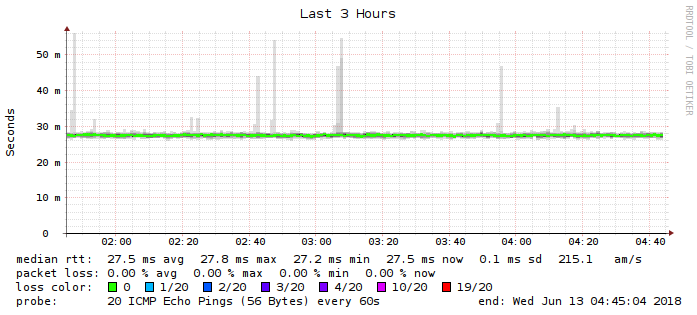 Last 3 Hours
RRDTOOL / TOBI OETIKER
Seconds
50 m
40 m
30 m
20 m
10 m
0
02:00 02:20 02:40 03:00 03:20 03:40 04:00 04:20 04:40
median rtt: 27.5 ms avg 27.8 ms max 27.2 ms min 27.5 ms now 0.1 ms sd 215.1 am/s
packet loss: 0.00 % avg 0.00 % max 0.00 % min 0.00 % now
loss color: 0 1/20 2/20 3/20 4/20 10/20 19/20
probe: 20 ICMP Echo Pings (56 Bytes) every 60s end: Wed Jun 13 04:45:04 2018